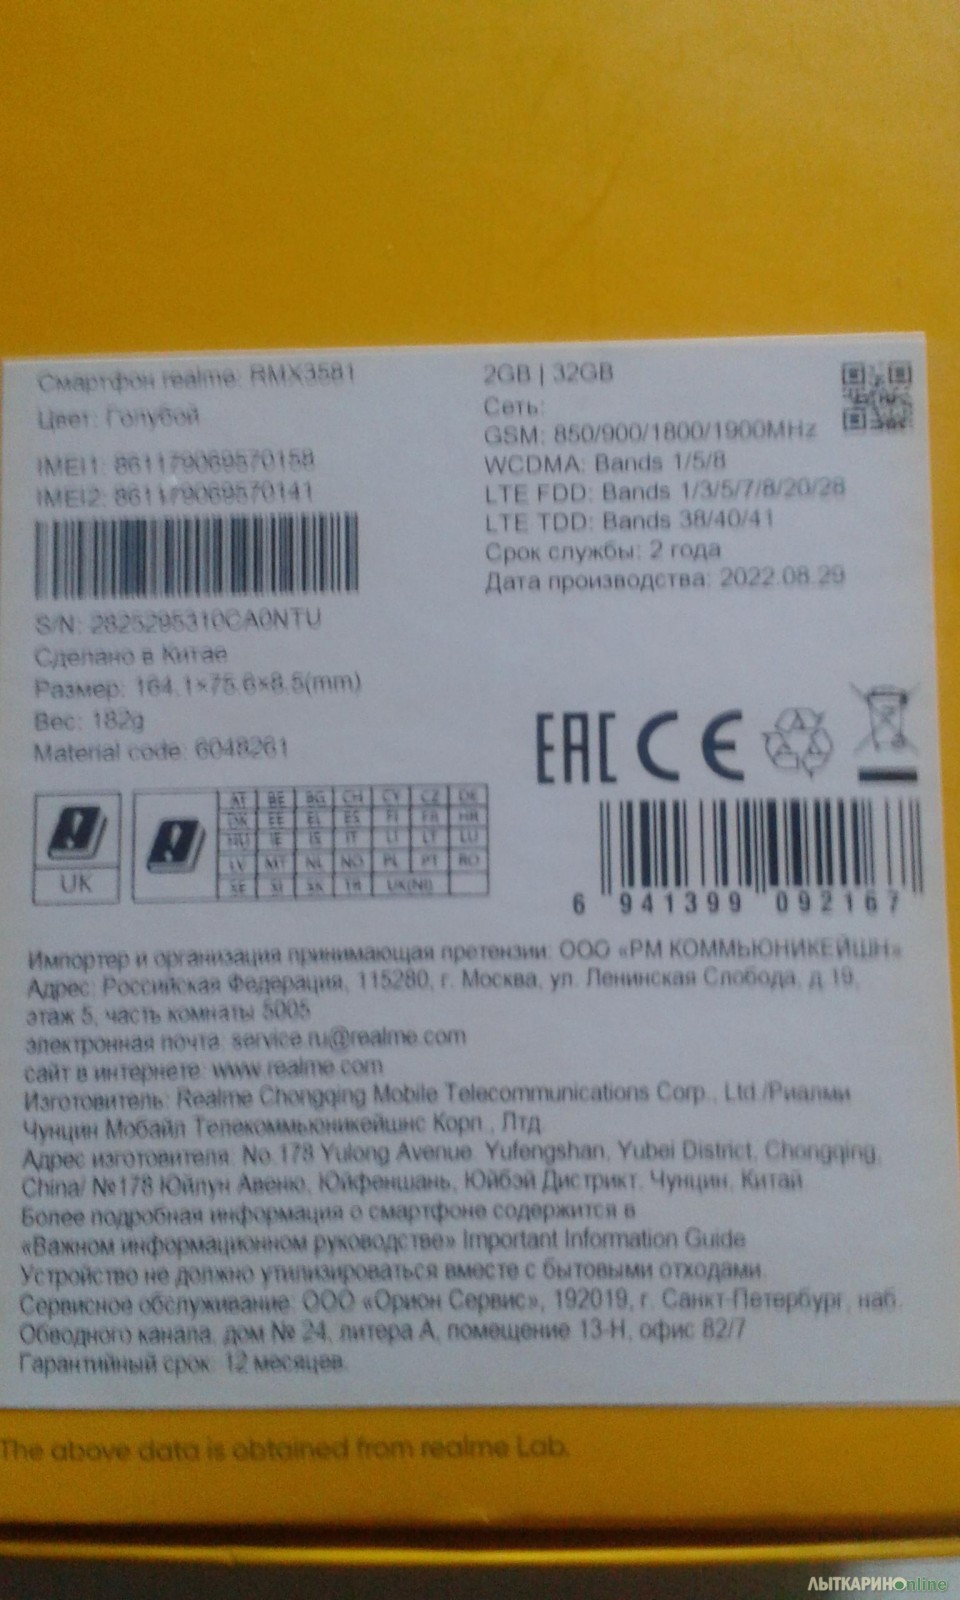 Смартфон realme: RMX3581
Цвет: Голубой
IMEI1: 861179069570158
IMEI2: 861179069570141
S/N: 2825295310CA0NTU
Сделано в Китае
Размер: 164.1×75.6×8.5(mm)
Вес: 182g
Material code: 6048261
2GB | 32GB
Сеть:
GSM: 850/900/1800/1900MHz
WCDMA: Bands 1/5/8
LTE FDD: Bands 1/3/5/7/8/20/28
LTE TDD: Bands 38/40/41
Срок службы: 2 года
Дата производства: 2022.08.29
EAC CE
UK
AT BE BG CH CY CZ DE
DK EE EL ES FI FR HR
HU IE IS IT LI LT LU
LV MT NL NO PL PT RO
SE SI SK TR UK(NI)
6 941399 092167
Импортер и организация принимающая претензии: ООО «РМ КОММЬЮНИКЕЙШН»
Адрес: Российская Федерация, 115280, г. Москва, ул. Ленинская Слобода, д 19,
этаж 5, часть комнаты 5005
электронная почта: service.ru@realme.com
сайт в интернете: www.realme.com
Изготовитель: Realme Chongqing Mobile Telecommunications Corp., Ltd./Риалми
Чунцин Мобайл Телекоммьюникейшнс Корп., Лтд
Адрес изготовителя: No.178 Yulong Avenue, Yufengshan, Yubei District, Chongqing,
China/ №178 Юйлун Авеню, Юйфеншань, Юйбэй Дистрикт, Чунцин, Китай
Более подробная информация о смартфоне содержится в
«Важном информационном руководстве» Important Information Guide
Устройство не должно утилизироваться вместе с бытовыми отходами.
Сервисное обслуживание: ООО «Орион Сервис», 192019, г. Санкт-Петербург, наб.
Обводного канала, дом № 24, литера А, помещение 13-Н, офис 82/7
Гарантийный срок: 12 месяцев.
The above data is obtained from realme Lab.
ЛЫТКАРИНОonline